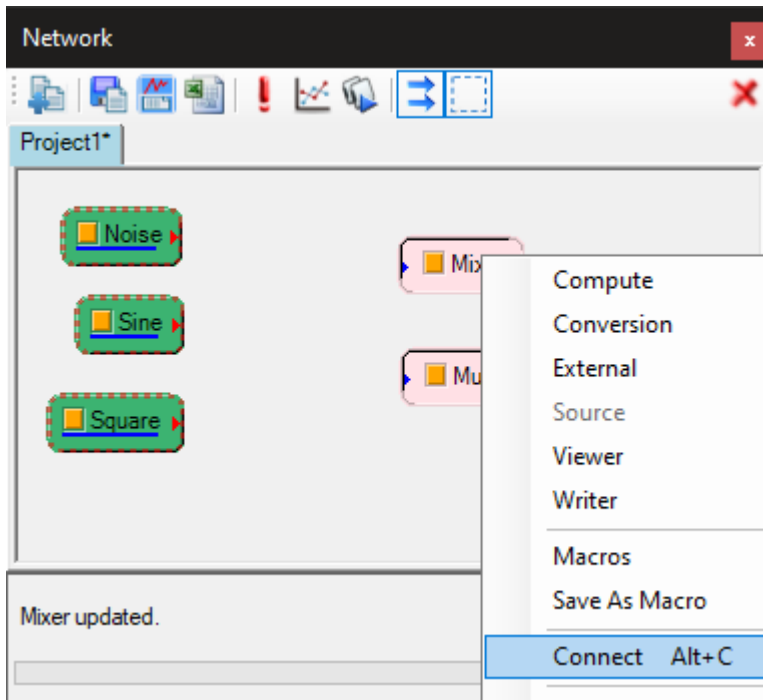 Network
x
Project1*
Noise
Sine
Square
Mix
Mu
Compute
Conversion
External
Source
Viewer
Writer
Macros
Save As Macro
Connect Alt+C
Mixer updated.